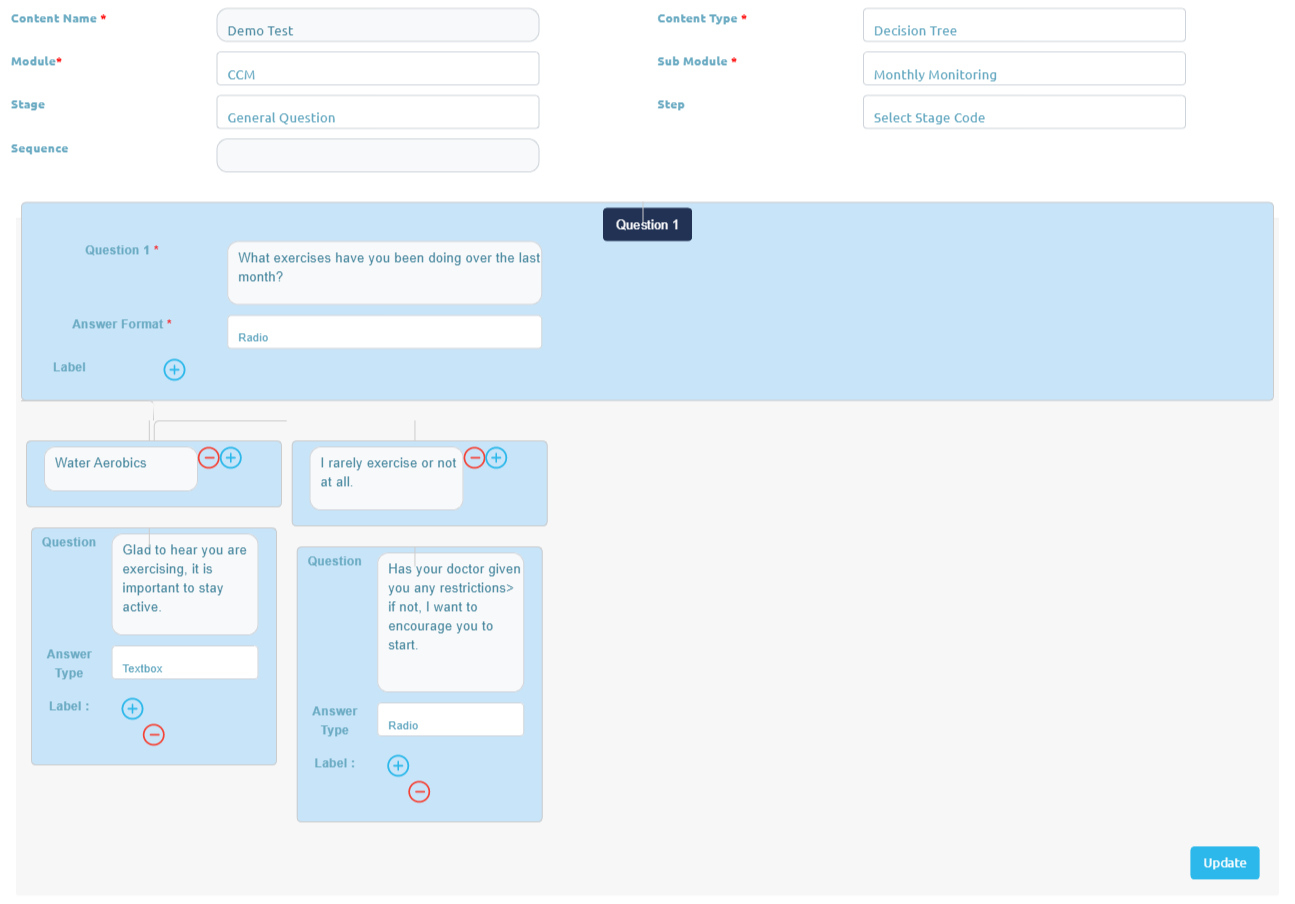 Content Name *
Demo Test
Content Type *
Decision Tree
Module*
CCM
Sub Module *
Monthly Monitoring
Stage
General Question
Step
Select Stage Code
Sequence
Question 1
Question 1 *
What exercises have you been doing over the last
month?
Answer Format *
Radio
Label
Water Aerobics
I rarely exercise or not
at all.
Question
Glad to hear you are
exercising, it is
important to stay
active.
Answer
Type
Textbox
Label :
Question
Has your doctor given
you any restrictions>
if not, I want to
encourage you to
start.
Answer
Type
Radio
Label :
Update